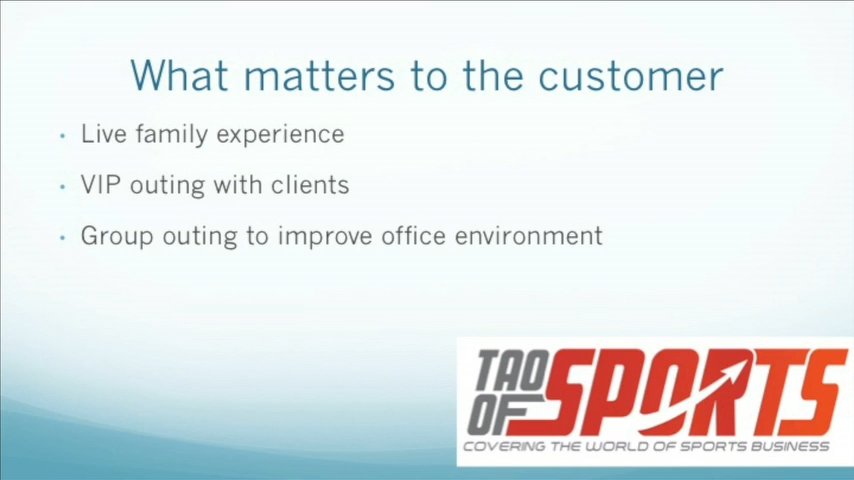 What matters to the customer
• Live family experience
• VIP outing with clients
• Group outing to improve office environment
TAO OF SPORTS
COVERING THE WORLD OF SPORTS BUSINESS